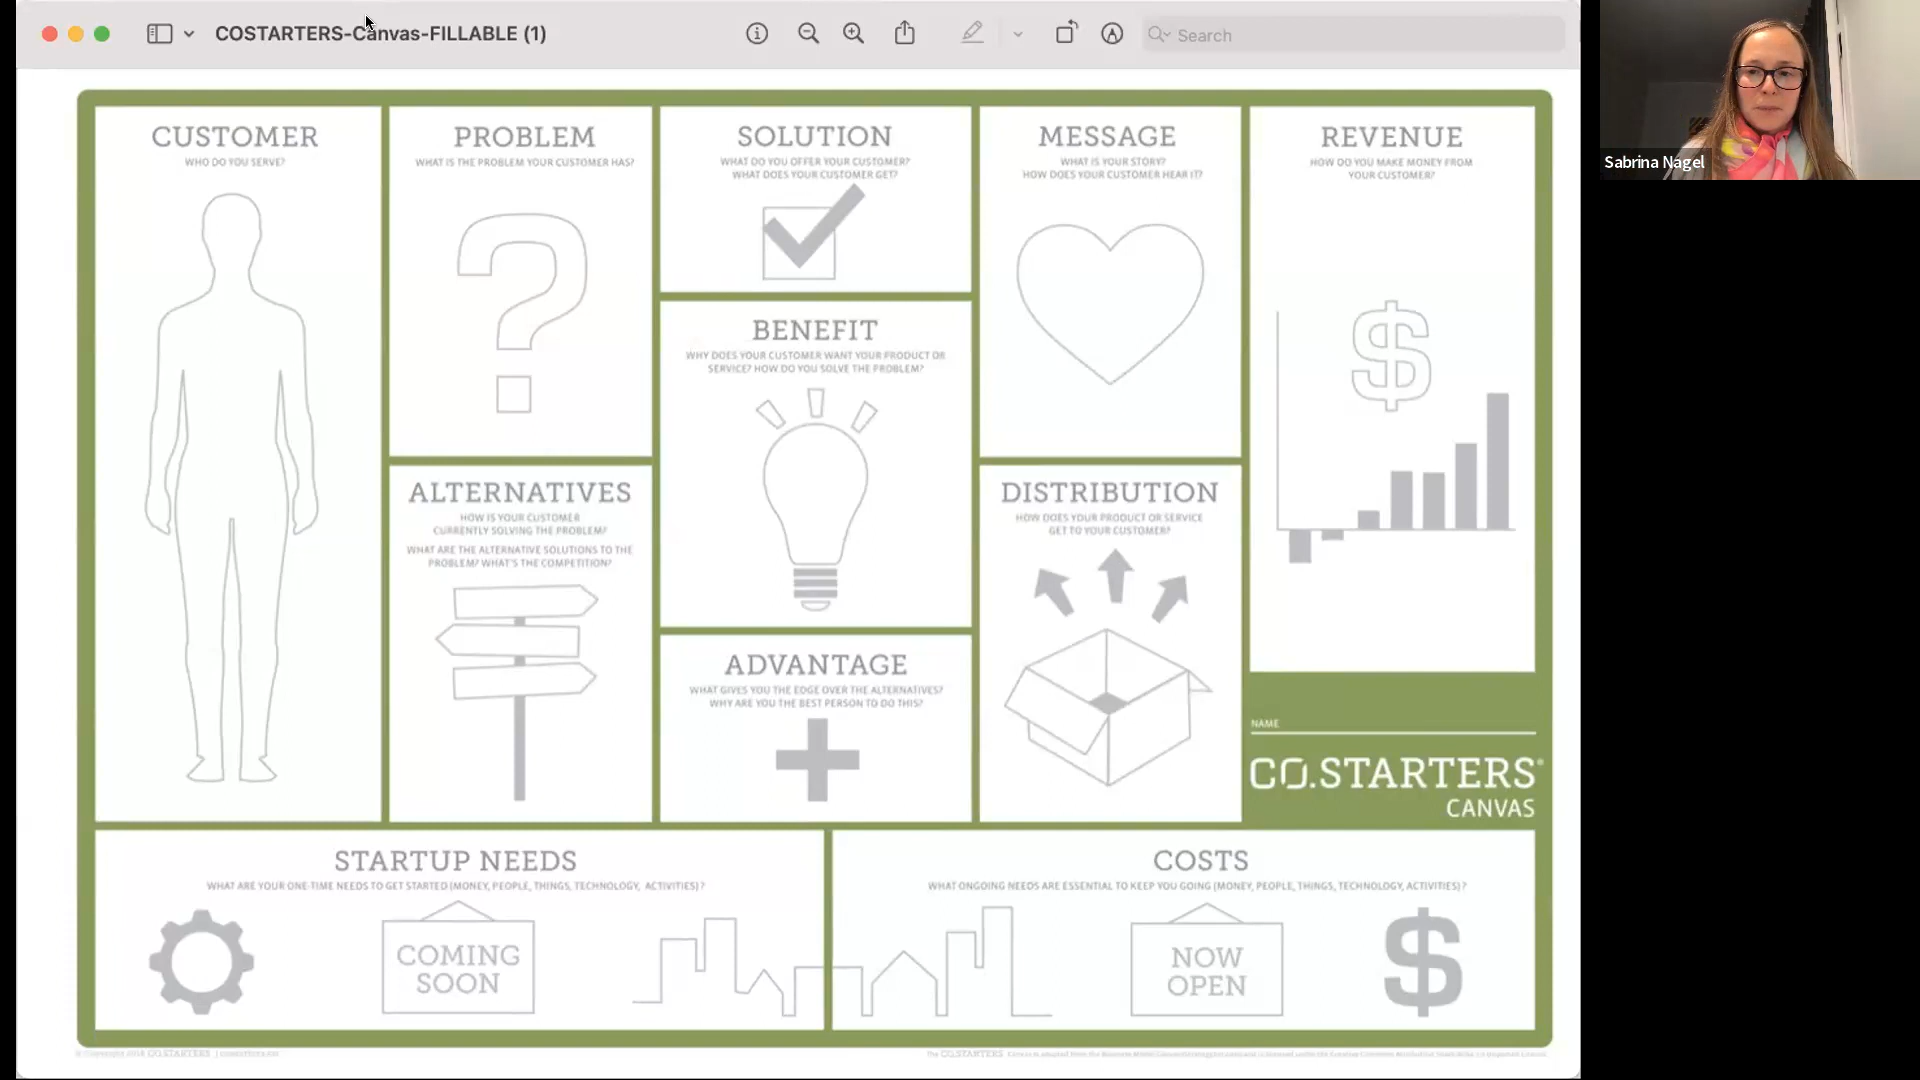 COSTARTERS-Canvas-FILLABLE (1)
Search
Sabrina Nagel
CUSTOMER
WHO DO YOU SERVE?
PROBLEM
WHAT IS THE PROBLEM YOUR CUSTOMER HAS?
ALTERNATIVES
HOW IS YOUR CUSTOMER
CURRENTLY SOLVING THE PROBLEM?
WHAT ARE THE ALTERNATIVE SOLUTIONS TO THE
PROBLEM? WHAT'S THE COMPETITION?
SOLUTION
WHAT DO YOU OFFER YOUR CUSTOMER?
WHAT DOES YOUR CUSTOMER GET?
BENEFIT
WHY DOES YOUR CUSTOMER WANT YOUR PRODUCT OR
SERVICE? HOW DO YOU SOLVE THE PROBLEM?
ADVANTAGE
WHAT GIVES YOU THE EDGE OVER THE ALTERNATIVES?
WHY ARE YOU THE BEST PERSON TO DO THIS?
MESSAGE
WHAT IS YOUR STORY?
HOW DOES YOUR CUSTOMER HEAR IT?
DISTRIBUTION
HOW DOES YOUR PRODUCT OR SERVICE
GET TO YOUR CUSTOMER?
REVENUE
HOW DO YOU MAKE MONEY FROM
YOUR CUSTOMER?
$
NAME
CO.STARTERS®
CANVAS
STARTUP NEEDS
WHAT ARE YOUR ONE-TIME NEEDS TO GET STARTED (MONEY, PEOPLE, THINGS, TECHNOLOGY, ACTIVITIES)?
COMING
SOON
COSTS
WHAT ONGOING NEEDS ARE ESSENTIAL TO KEEP YOU GOING (MONEY, PEOPLE, THINGS, TECHNOLOGY, ACTIVITIES)?
NOW
OPEN
$